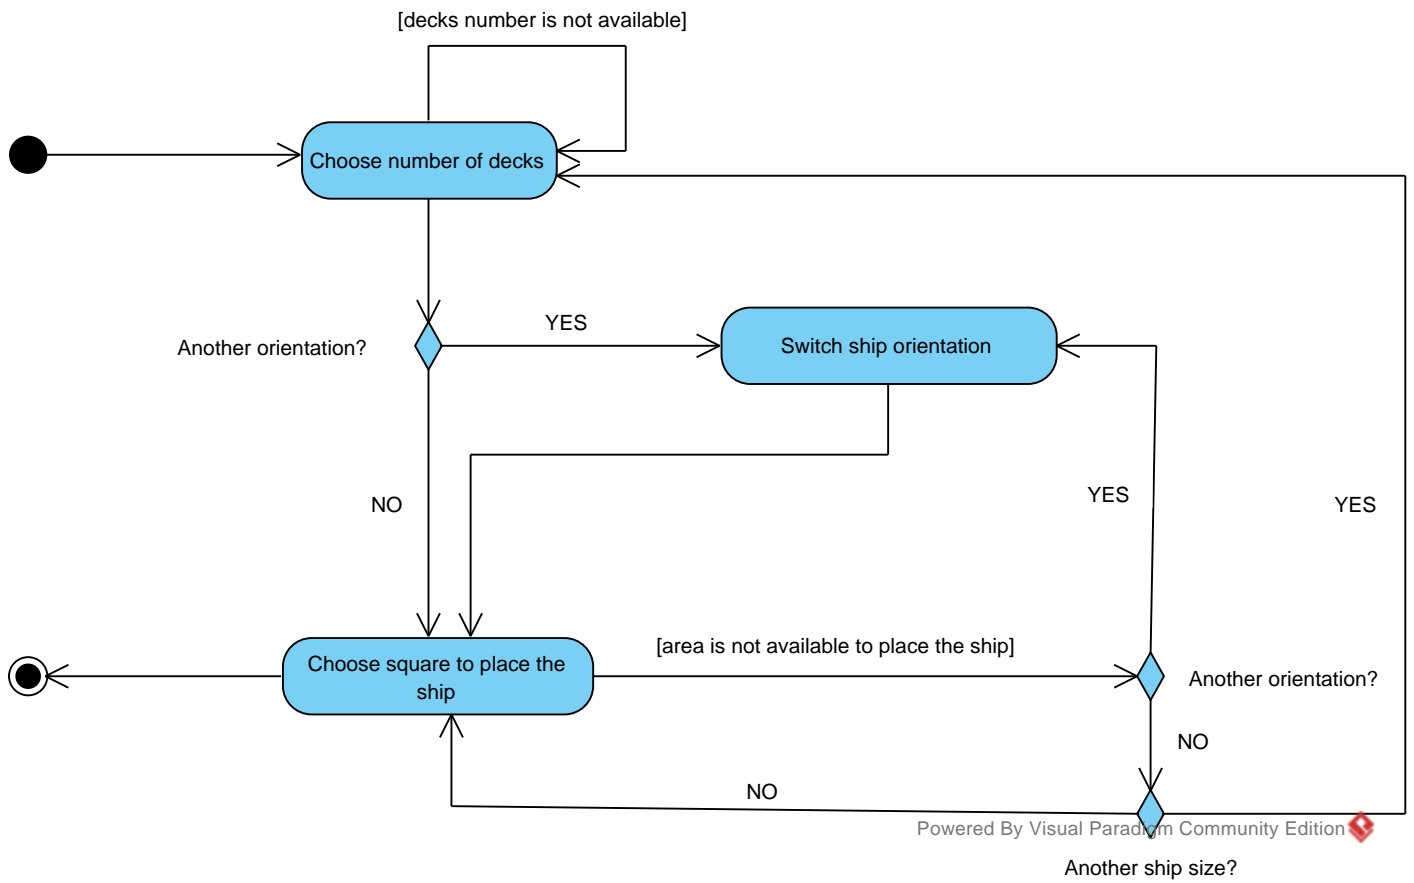 [decks number is not available]
Choose number of decks
YES
Another orientation?
Switch ship orientation
YES
NO
YES
[area is not available to place the ship]
Choose square to place the
ship
Another orientation?
NO
NO
Powered By Visual Paradigm Community Edition
Another ship size?